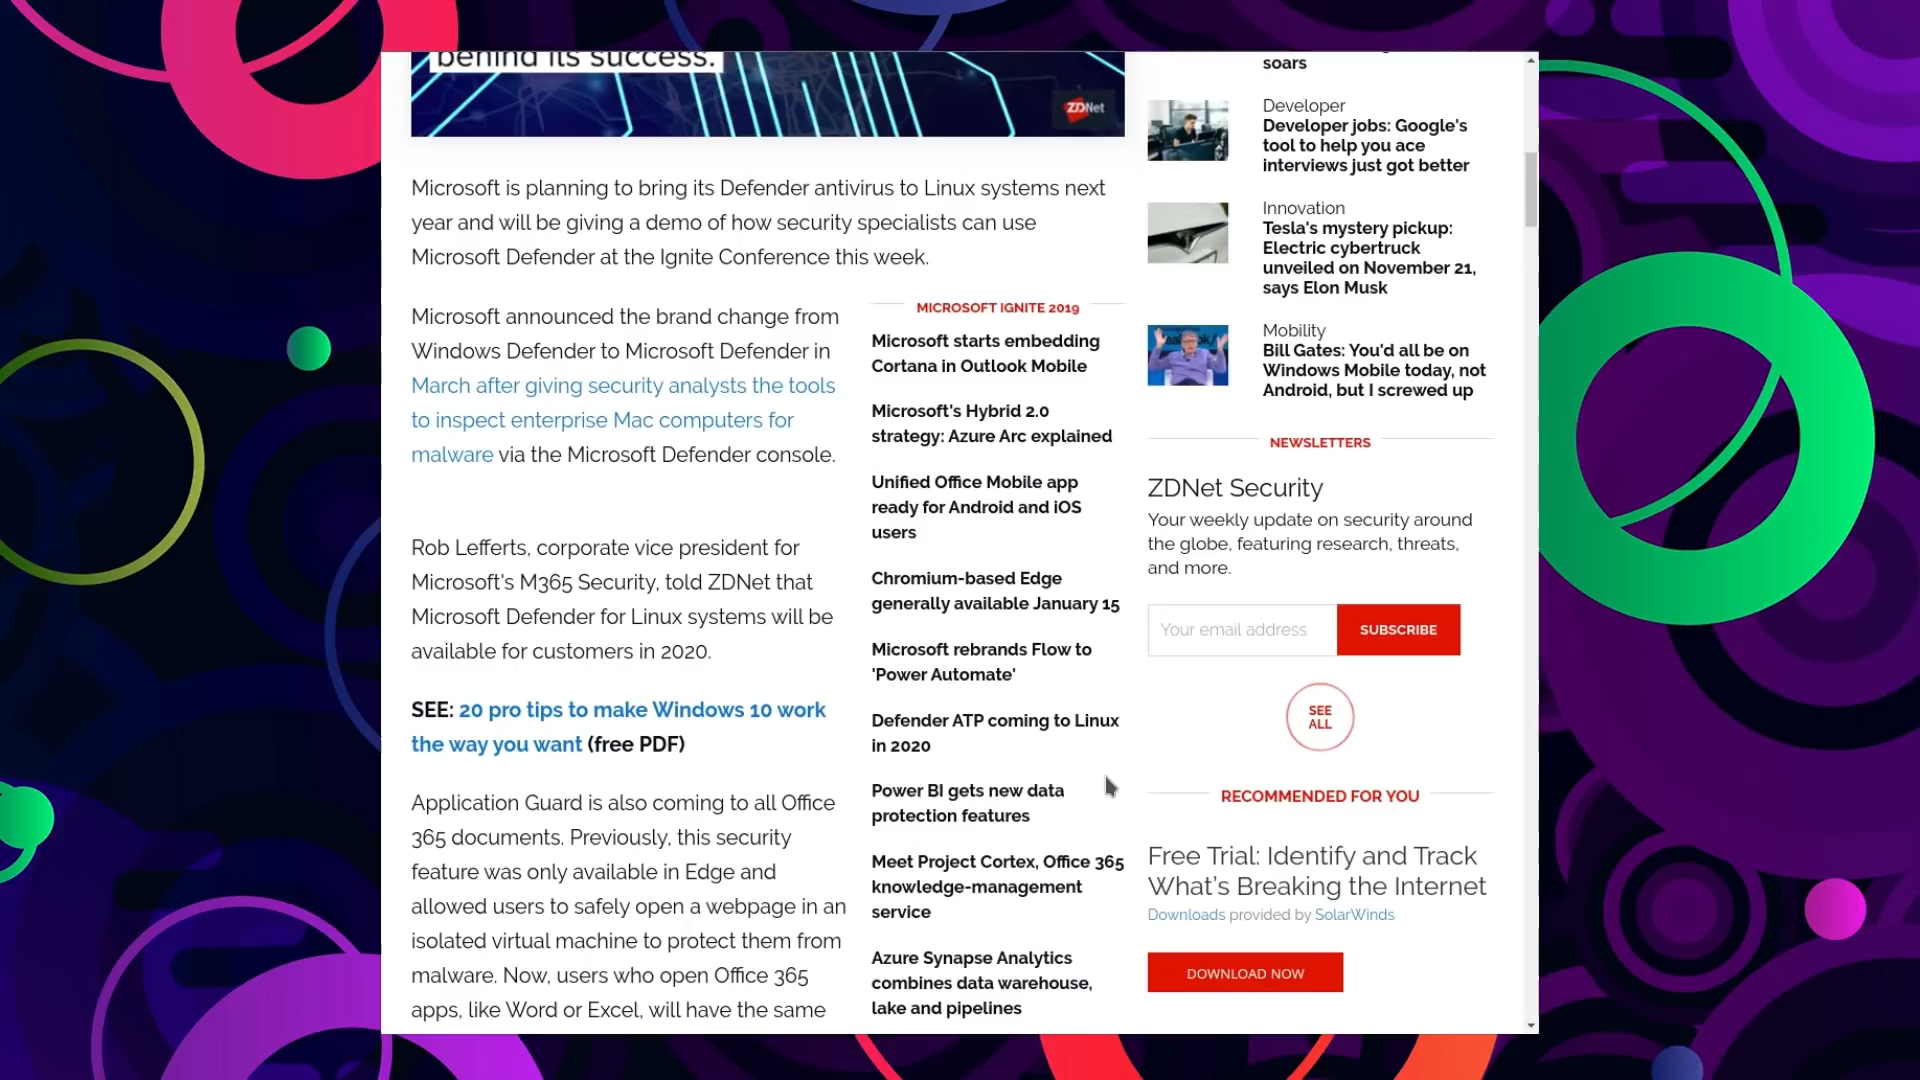 behind its success.
ZDNet
Microsoft is planning to bring its Defender antivirus to Linux systems next
year and will be giving a demo of how security specialists can use
Microsoft Defender at the Ignite Conference this week.
Microsoft announced the brand change from
Windows Defender to Microsoft Defender in
March after giving security analysts the tools
to inspect enterprise Mac computers for
malware via the Microsoft Defender console.
Rob Lefferts, corporate vice president for
Microsoft's M365 Security, told ZDNet that
Microsoft Defender for Linux systems will be
available for customers in 2020.
SEE: 20 pro tips to make Windows 10 work
the way you want (free PDF)
Application Guard is also coming to all Office
365 documents. Previously, this security
feature was only available in Edge and
allowed users to safely open a webpage in an
isolated virtual machine to protect them from
malware. Now, users who open Office 365
apps, like Word or Excel, will have the same
MICROSOFT IGNITE 2019
Microsoft starts embedding
Cortana in Outlook Mobile
Microsoft's Hybrid 2.0
strategy: Azure Arc explained
Unified Office Mobile app
ready for Android and iOS
users
Chromium-based Edge
generally available January 15
Microsoft rebrands Flow to
'Power Automate'
Defender ATP coming to Linux
in 2020
Power BI gets new data
protection features
Meet Project Cortex, Office 365
knowledge-management
service
Azure Synapse Analytics
combines data warehouse,
lake and pipelines
soars
Developer
Developer jobs: Google's
tool to help you ace
interviews just got better
Innovation
Tesla's mystery pickup:
Electric cybertruck
unveiled on November 21,
says Elon Musk
Mobility
Bill Gates: You'd all be on
Windows Mobile today, not
Android, but I screwed up
NEWSLETTERS
ZDNet Security
Your weekly update on security around
the globe, featuring research, threats,
and more.
Your email address
SUBSCRIBE
SEE
ALL
RECOMMENDED FOR YOU
Free Trial: Identify and Track
What's Breaking the Internet
Downloads provided by SolarWinds
DOWNLOAD NOW